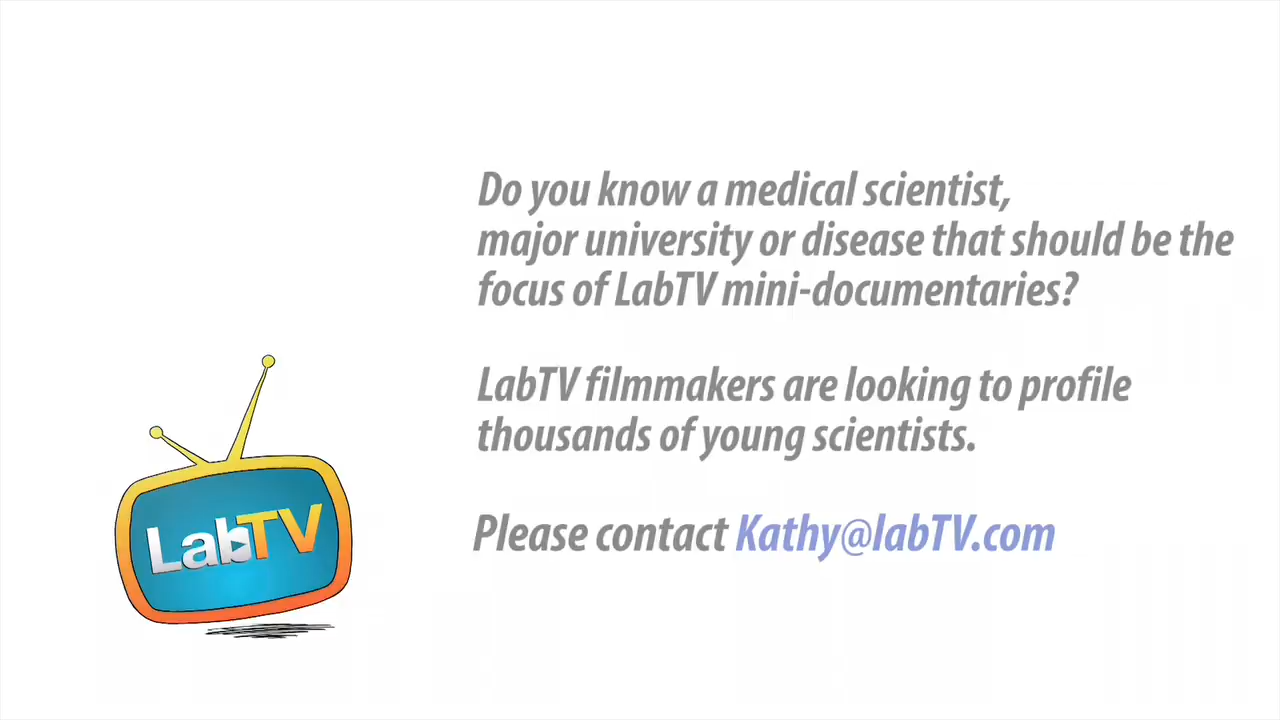 Do you know a medical scientist,
major university or disease that should be the
focus of LabTV mini-documentaries?
LabTV filmmakers are looking to profile
thousands of young scientists.
Please contact Kathy@labTV.com
LabTV